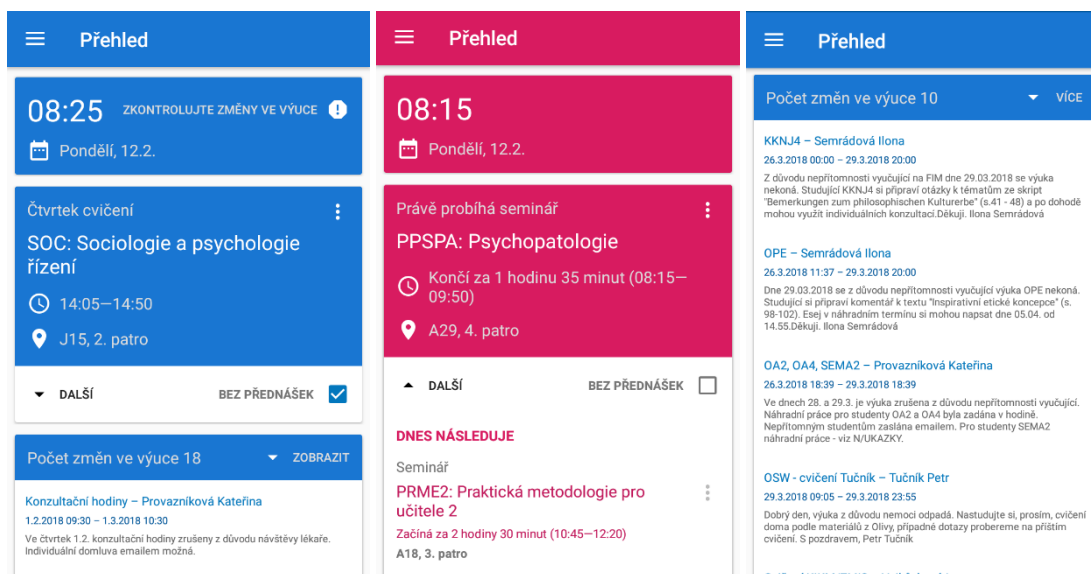 Přehled
08:25 ZKONTROLUJTE ZMĚNY VE VÝUCE
Pondělí, 12.2.
Čtvrtek cvičení
SOC: Sociologie a psychologie
řízení
14:05—14:50
J15, 2. patro
DALŠÍ BEZ PŘEDNÁŠEK
Počet změn ve výuce 18 ZOBRAZIT
Konzultační hodiny – Provazníková Kateřina
1.2.2018 09:30 – 1.3.2018 10:30
Ve čtvrtek 1.2. konzultační hodiny zrušeny z důvodu návštěvy lékaře.
Individuální domluva emailem možná.
Přehled
08:15
Pondělí, 12.2.
Právě probíhá seminář
PPSPA: Psychopatologie
Končí za 1 hodinu 35 minut (08:15—
09:50)
A29, 4. patro
DALŠÍ BEZ PŘEDNÁŠEK
DNES NÁSLEDUJE
Seminář
PRME2: Praktická metodologie pro
učitele 2
Začíná za 2 hodiny 30 minut (10:45—12:20)
A18, 3. patro
Přehled
Počet změn ve výuce 10 VÍCE
KKNJ4 – Semrádová Ilona
26.3.2018 00:00 – 29.3.2018 20:00
Z důvodu nepřítomnosti vyučující na FIM dne 29.03.2018 se výuka
nekoná. Studující KKNJ4 si připraví otázky k tématům ze skript
"Bemerkungen zum philosophischen Kulturerbe" (s.41 - 48) a po dohodě
mohou využít individuálních konzultací.Děkuji. Ilona Semrádová
OPE – Semrádová Ilona
26.3.2018 11:37 – 29.3.2018 20:00
Dne 29.03.2018 se z důvodu nepřítomnosti vyučující výuka OPE nekoná.
Studující si připraví komentář k textu "Inspirativní etické koncepce" (s.
98-102). Esej v náhradním termínu si mohou napsat dne 05.04. od
14.55.Děkuji. Ilona Semrádová
OA2, OA4, SEMA2 – Provazníková Kateřina
26.3.2018 18:39 – 29.3.2018 18:39
Ve dnech 28. a 29.3. je výuka zrušena z důvodu nepřítomnosti vyučující.
Náhradní práce pro studenty OA2 a OA4 byla zadána v hodině.
Nepřítomným studentům zaslána emailem. Pro studenty SEMA2
náhradní práce - viz N/UKAZKY.
OSW - cvičení Tučník – Tučník Petr
29.3.2018 09:05 – 29.3.2018 23:55
Dobrý den, výuka z důvodu nemoci odpadá. Nastudujte si, prosím, cvičení
doma podle materiálů z Olivy, případné dotazy probereme na příštím
cvičení. S pozdravem, Petr Tučník